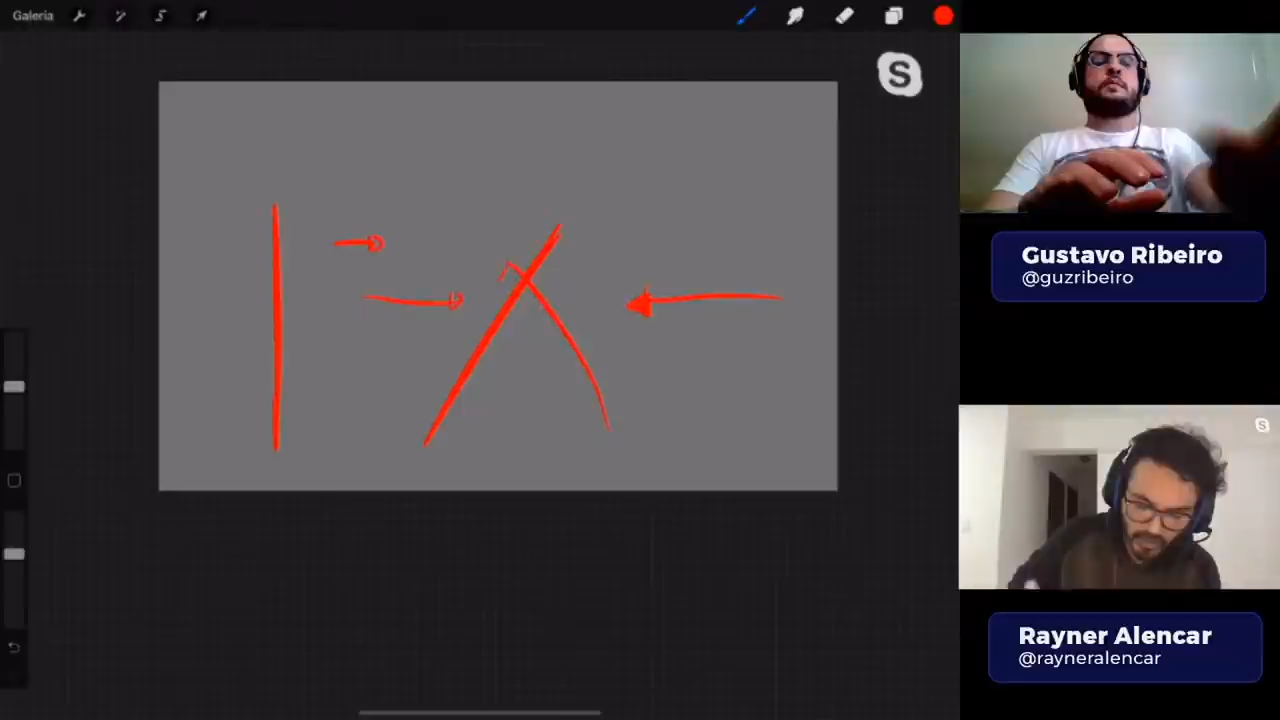 Galeria
S
Gustavo Ribeiro
@guzribeiro
S
Rayner Alencar
@rayneralencar